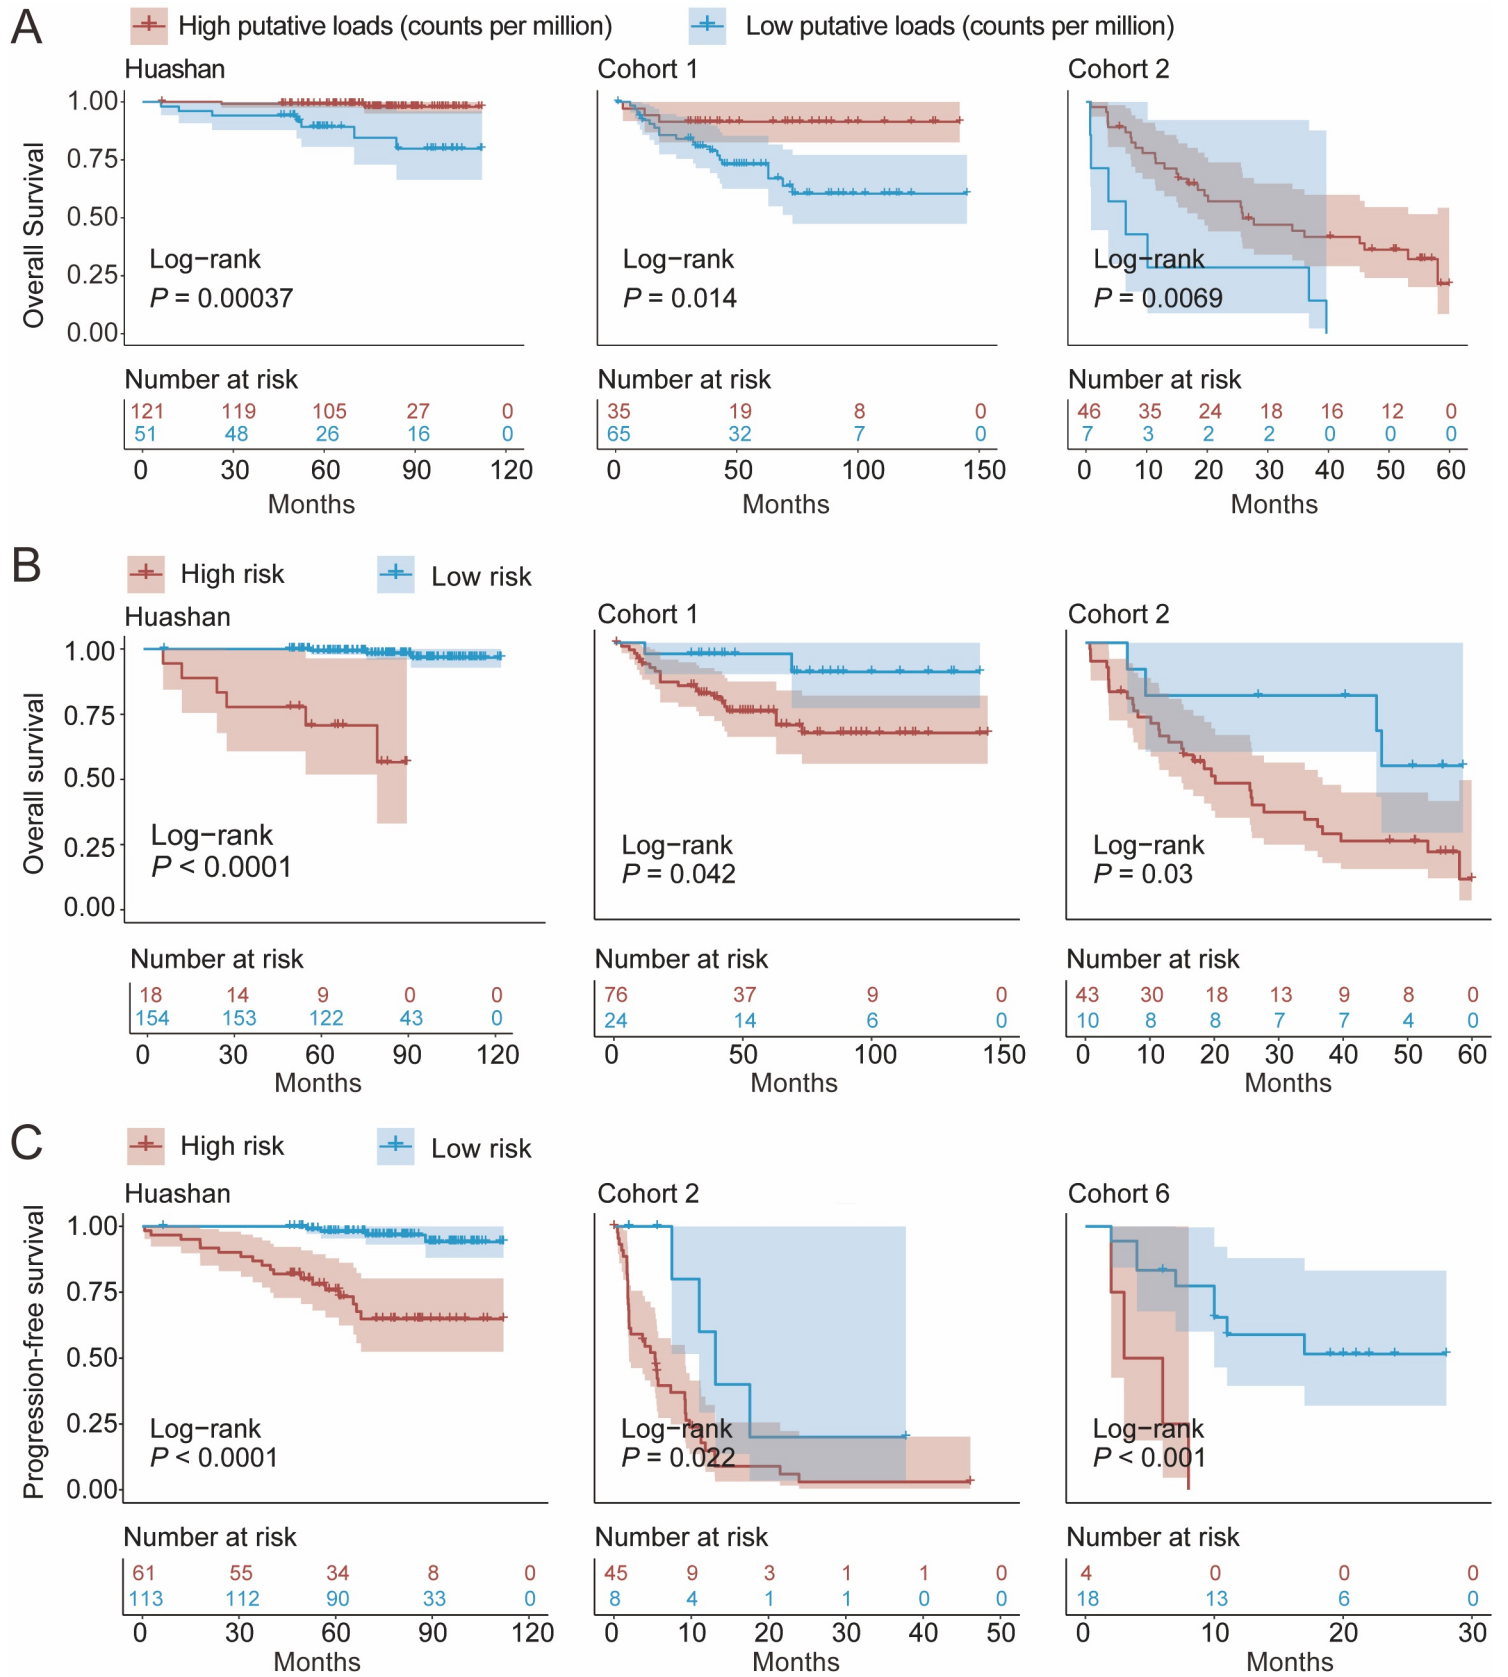 A
High putative loads (counts per million) Low putative loads (counts per million)
Huashan Cohort 1 Cohort 2
Overall Survival
1.00
0.75
0.50
0.25
0.00
Log−rank
P = 0.00037
Log−rank
P = 0.014
Log−rank
P = 0.0069
Number at risk Number at risk Number at risk
121 119 105 27 0 35 19 8 0 46 35 24 18 16 12 0
51 48 26 16 0 65 32 7 0 7 3 2 2 0 0 0
0 30 60 90 120 0 50 100 150 0 10 20 30 40 50 60
Months Months Months
B
High risk Low risk
Huashan Cohort 1 Cohort 2
Overall survival
1.00
0.75
0.50
0.25
0.00
Log−rank
P < 0.0001
Log−rank
P = 0.042
Log−rank
P = 0.03
Number at risk Number at risk Number at risk
18 14 9 0 0 76 37 9 0 43 30 18 13 9 8 0
154 153 122 43 0 24 14 6 0 10 8 8 7 7 4 0
0 30 60 90 120 0 50 100 150 0 10 20 30 40 50 60
Months Months Months
C
High risk Low risk
Huashan Cohort 2 Cohort 6
Progression-free survival
1.00
0.75
0.50
0.25
0.00
Log−rank
P < 0.0001
Log−rank
P = 0.022
Log−rank
P < 0.001
Number at risk Number at risk Number at risk
61 55 34 8 0 45 9 3 1 1 0 4 0 0 0
113 112 90 33 0 8 4 1 1 0 0 18 13 6 0
0 30 60 90 120 0 10 20 30 40 50 0 10 20 30
Months Months Months